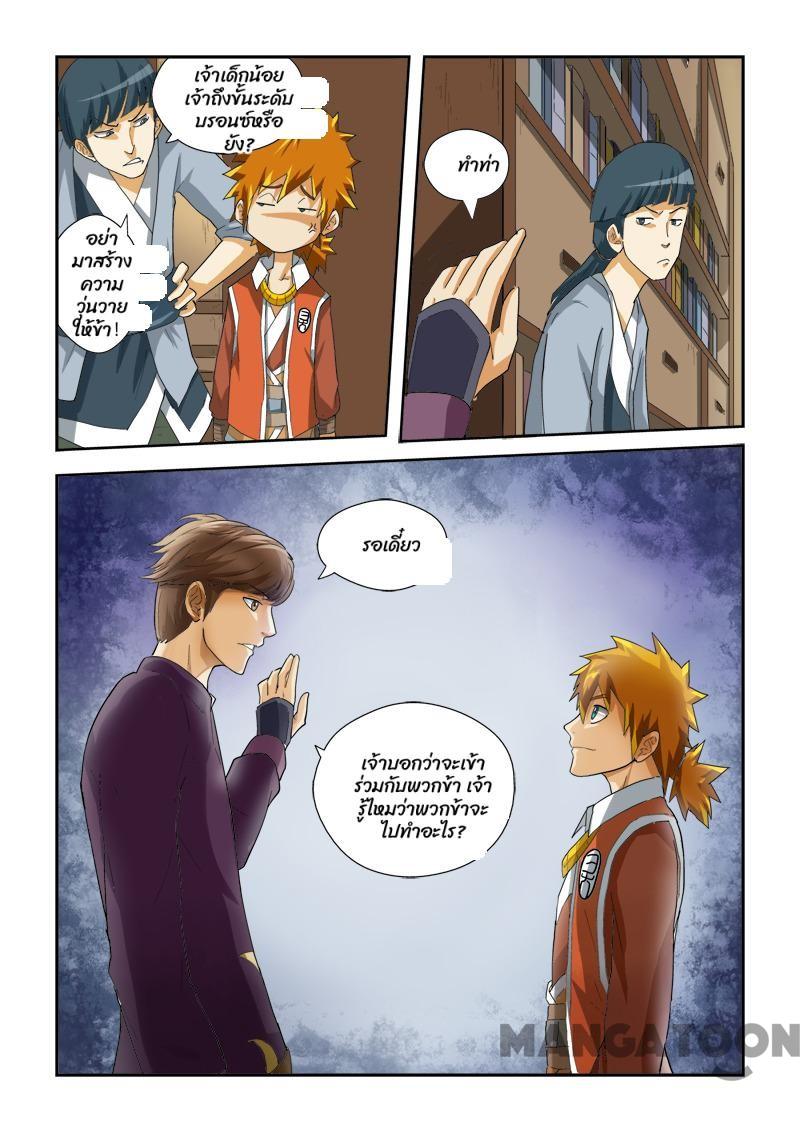 เจ้าเด็กน้อย
เจ้าถึงขั้นระดับ
บรอนซ์หรือ
ยัง?
อย่า
มาสร้าง
ความ
วุ่นวาย
ให้ข้า!
ทำท่า
รอเดี๋ยว
เจ้าบอกว่าจะเข้า
ร่วมกับพวกข้า เจ้า
รู้ไหมว่าพวกข้าจะ
ไปทำอะไร?
MANGATOON